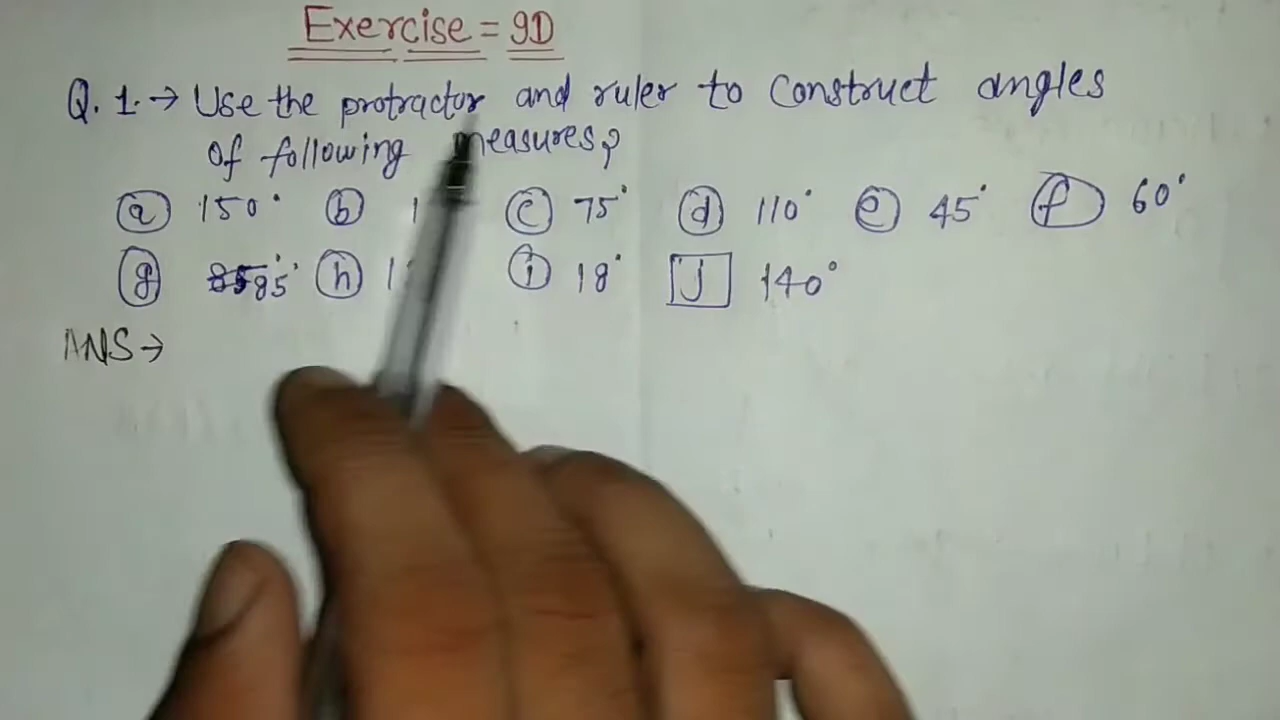 Exercise = 9D
Q. 1. → Use the protractor and ruler to construct angles
of following measures?
(a) 150° (b) (c) 75° (d) 110° (e) 45° (f) 60°
(g) 85° (h) (i) 18° J 140°
ANS →